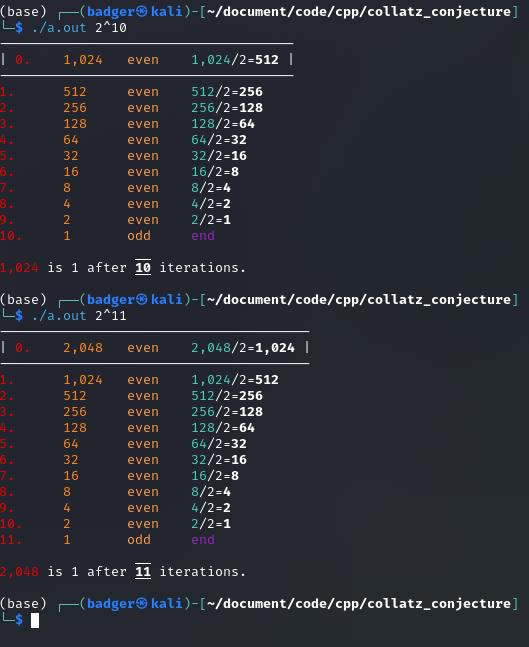 (base) ┌──(badger㉿kali)-[~/document/code/cpp/collatz_conjecture]
└─$ ./a.out 2^10
| 0. 1,024 even 1,024/2=512 |
1. 512 even 512/2=256
2. 256 even 256/2=128
3. 128 even 128/2=64
4. 64 even 64/2=32
5. 32 even 32/2=16
6. 16 even 16/2=8
7. 8 even 8/2=4
8. 4 even 4/2=2
9. 2 even 2/2=1
10. 1 odd end
1,024 is 1 after 10 iterations.
(base) ┌──(badger㉿kali)-[~/document/code/cpp/collatz_conjecture]
└─$ ./a.out 2^11
| 0. 2,048 even 2,048/2=1,024 |
1. 1,024 even 1,024/2=512
2. 512 even 512/2=256
3. 256 even 256/2=128
4. 128 even 128/2=64
5. 64 even 64/2=32
6. 32 even 32/2=16
7. 16 even 16/2=8
8. 8 even 8/2=4
9. 4 even 4/2=2
10. 2 even 2/2=1
11. 1 odd end
2,048 is 1 after 11 iterations.
(base) ┌──(badger㉿kali)-[~/document/code/cpp/collatz_conjecture]
└─$